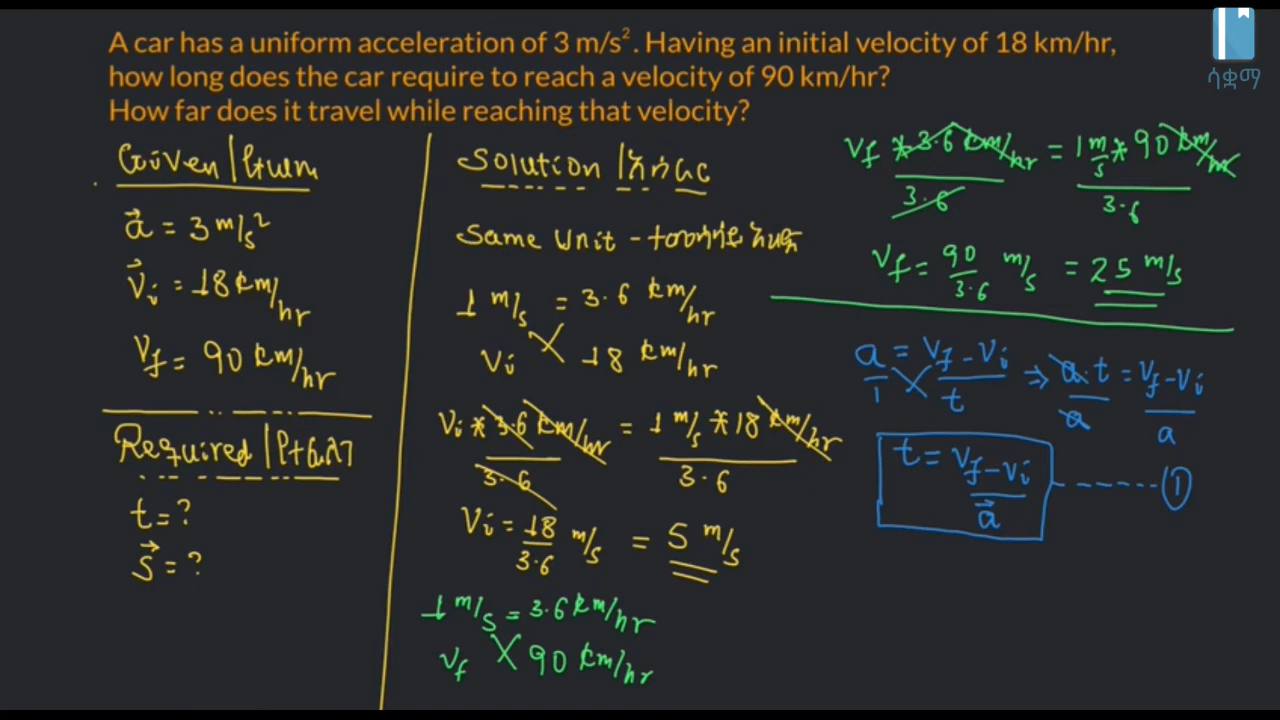 A car has a uniform acceleration of 3 m/s². Having an initial velocity of 18 km/hr,
how long does the car require to reach a velocity of 90 km/hr?
How far does it travel while reaching that velocity?
ሳቋማ
Given |
a⃗ = 3 m/s²
v⃗i = 18 km/hr
Vf = 90 km/hr
Required | የተፈለገ
t = ?
S⃗ = ?
Solution |
Same Unit -
1 m/s = 3.6 km/hr
Vi 18 km/hr
Vi * 3.6 km/hr / 3.6 = 1 m/s * 18 km/hr / 3.6
Vi = 18/3.6 m/s = 5 m/s
1 m/s = 3.6 km/hr
Vf 90 km/hr
Vf * 3.6 km/hr / 3.6 = 1 m/s * 90 km/hr / 3.6
Vf = 90/3.6 m/s = 25 m/s
a/1 = Vf - Vi / t ⇒ a·t / a = Vf - Vi / a
t = Vf - Vi / a⃗ ------ ①